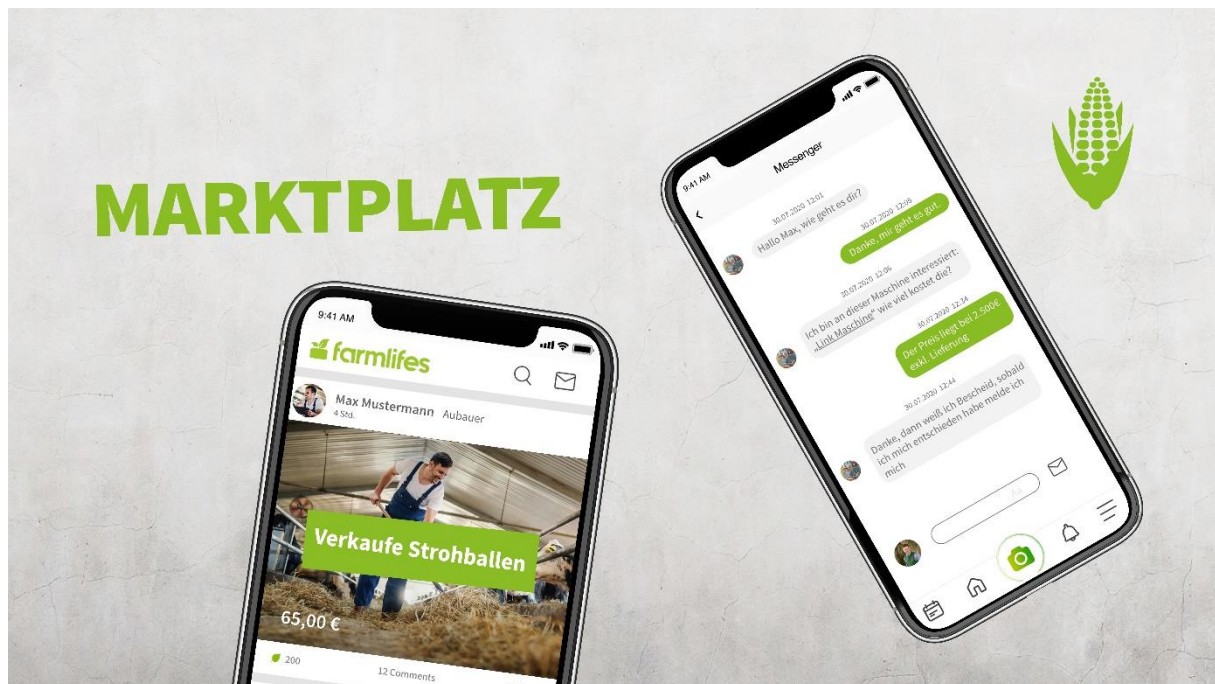 MARKTPLATZ
9:41 AM
farmlifes
Max Mustermann Aubauer
4 Std.
Verkaufe Strohballen
65,00 €
200
12 Comments
9:41 AM
Messenger
30.07.2020 12:01
Hallo Max, wie geht es dir?
30.07.2020 12:05
Danke, mir geht es gut.
30.07.2020 12:06
Ich bin an dieser Maschine interessiert:
„Link Maschine“ wie viel kostet die?
30.07.2020 12:34
Der Preis liegt bei 2.500€
exkl. Lieferung
30.07.2020 12:44
Danke, dann weiß ich Bescheid, sobald
ich mich entschieden habe melde ich
mich
Aa